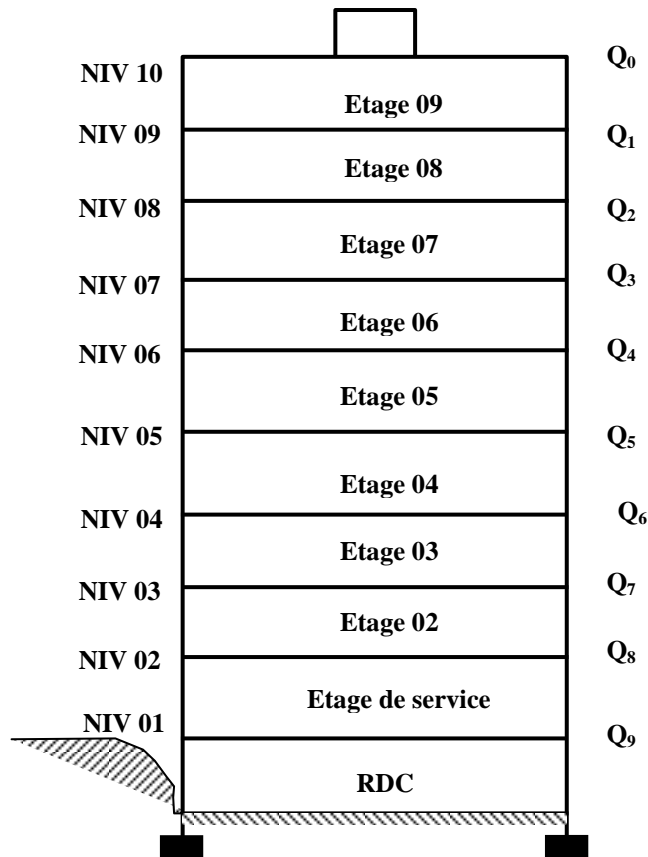 Q₀
NIV 10
Etage 09
NIV 09
Q₁
Etage 08
NIV 08
Q₂
Etage 07
NIV 07
Q₃
Etage 06
NIV 06
Q₄
Etage 05
NIV 05
Q₅
Etage 04
NIV 04
Q₆
Etage 03
NIV 03
Q₇
Etage 02
NIV 02
Q₈
Etage de service
NIV 01
Q₉
RDC